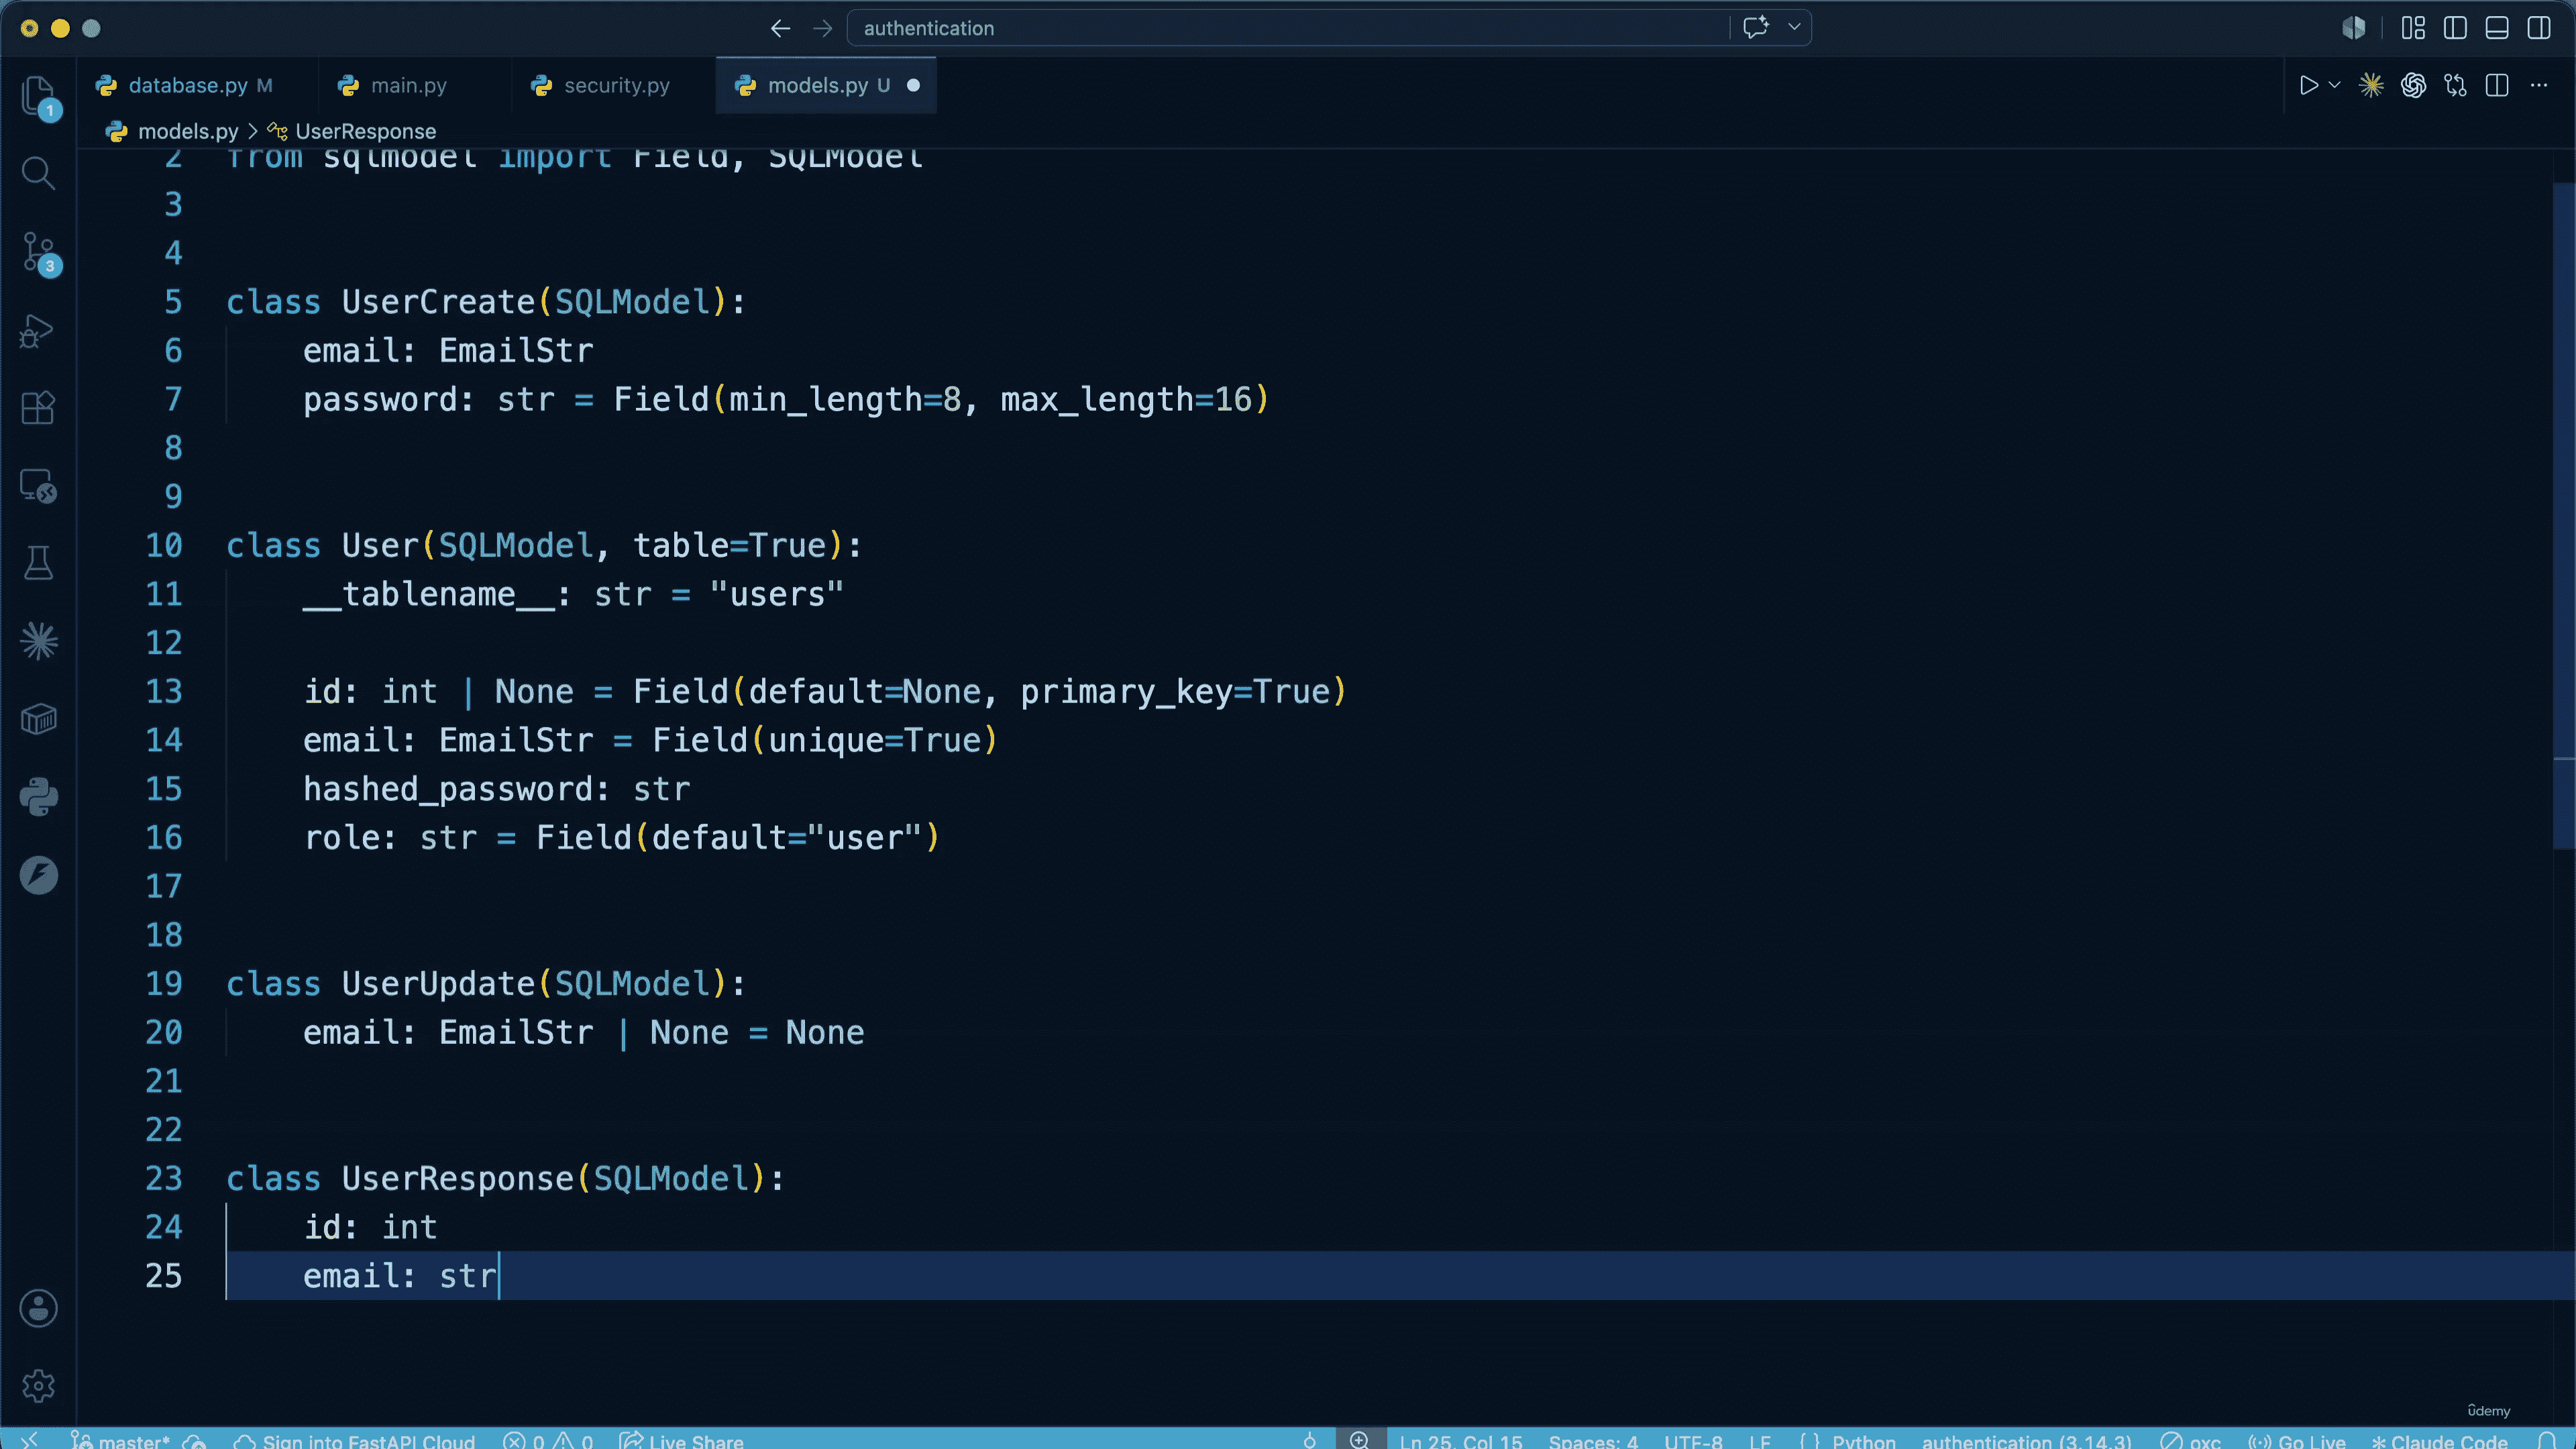 authentication
database.py M
main.py
security.py
models.py U
models.py > UserResponse
1
3
2 from sqlmodel import Field, SQLModel
3
4
5 class UserCreate(SQLModel):
6     email: EmailStr
7     password: str = Field(min_length=8, max_length=16)
8
9
10 class User(SQLModel, table=True):
11     __tablename__: str = "users"
12
13     id: int | None = Field(default=None, primary_key=True)
14     email: EmailStr = Field(unique=True)
15     hashed_password: str
16     role: str = Field(default="user")
17
18
19 class UserUpdate(SQLModel):
20     email: EmailStr | None = None
21
22
23 class UserResponse(SQLModel):
24     id: int
25     email: str
ûdemy
master* Sign into FastAPI Cloud 0 0 Live Share Ln 25, Col 15 Spaces: 4 UTF-8 LF { } Python authentication (3.14.3) oxc Go Live Claude Code